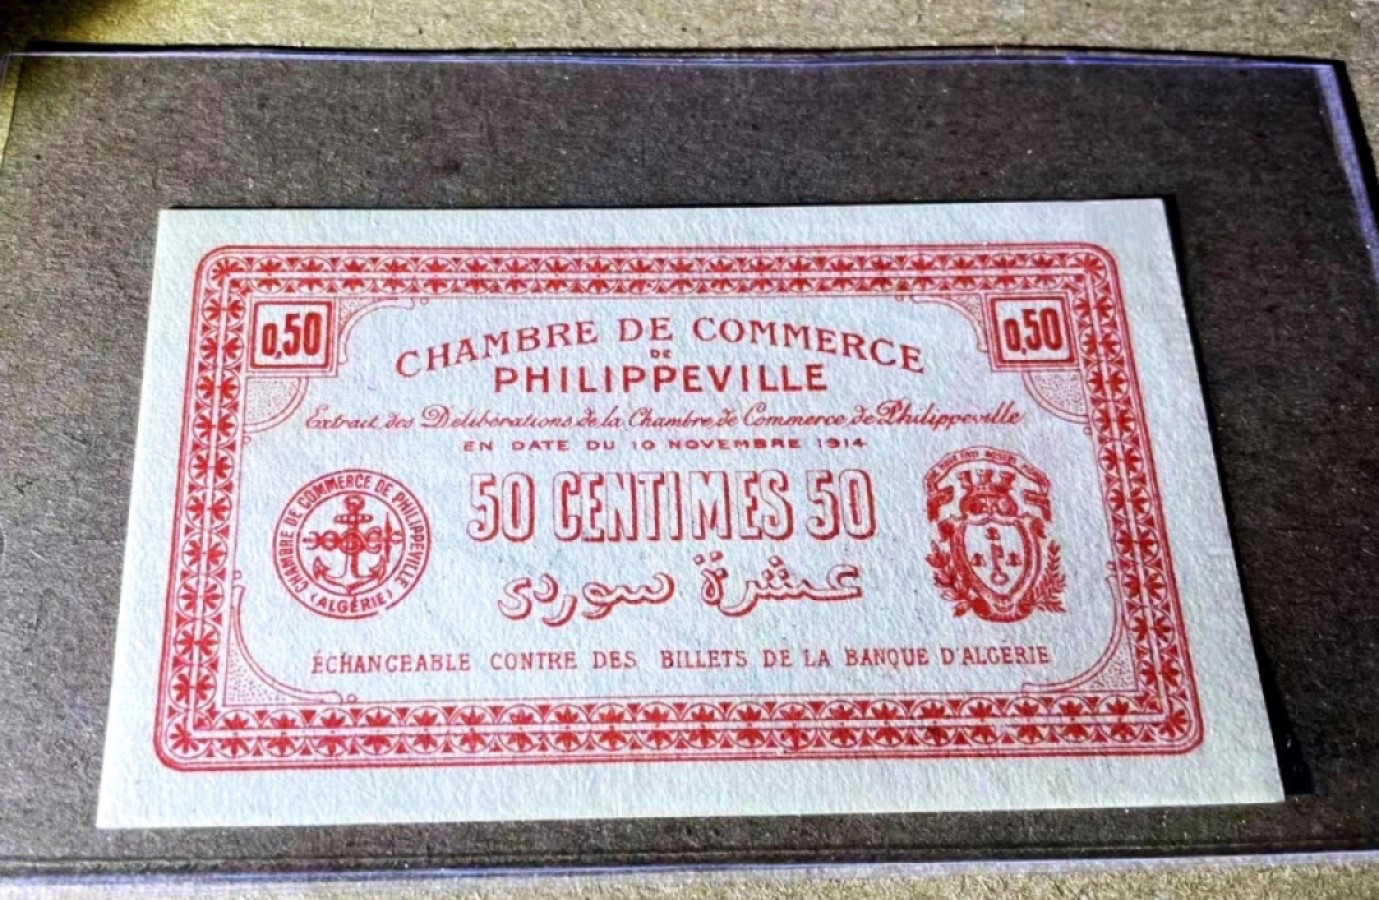 0,50
0,50
CHAMBRE DE COMMERCE
DE
PHILIPPEVILLE
Extrait des Délibérations de la Chambre de Commerce de Philippeville
EN DATE DU 10 NOVEMBRE 1914
50 CENTIMES 50
عشرة سوردي
CHAMBRE DE COMMERCE DE PHILIPPEVILLE
(ALGÉRIE)
ÉCHANGEABLE CONTRE DES BILLETS DE LA BANQUE D'ALGÉRIE